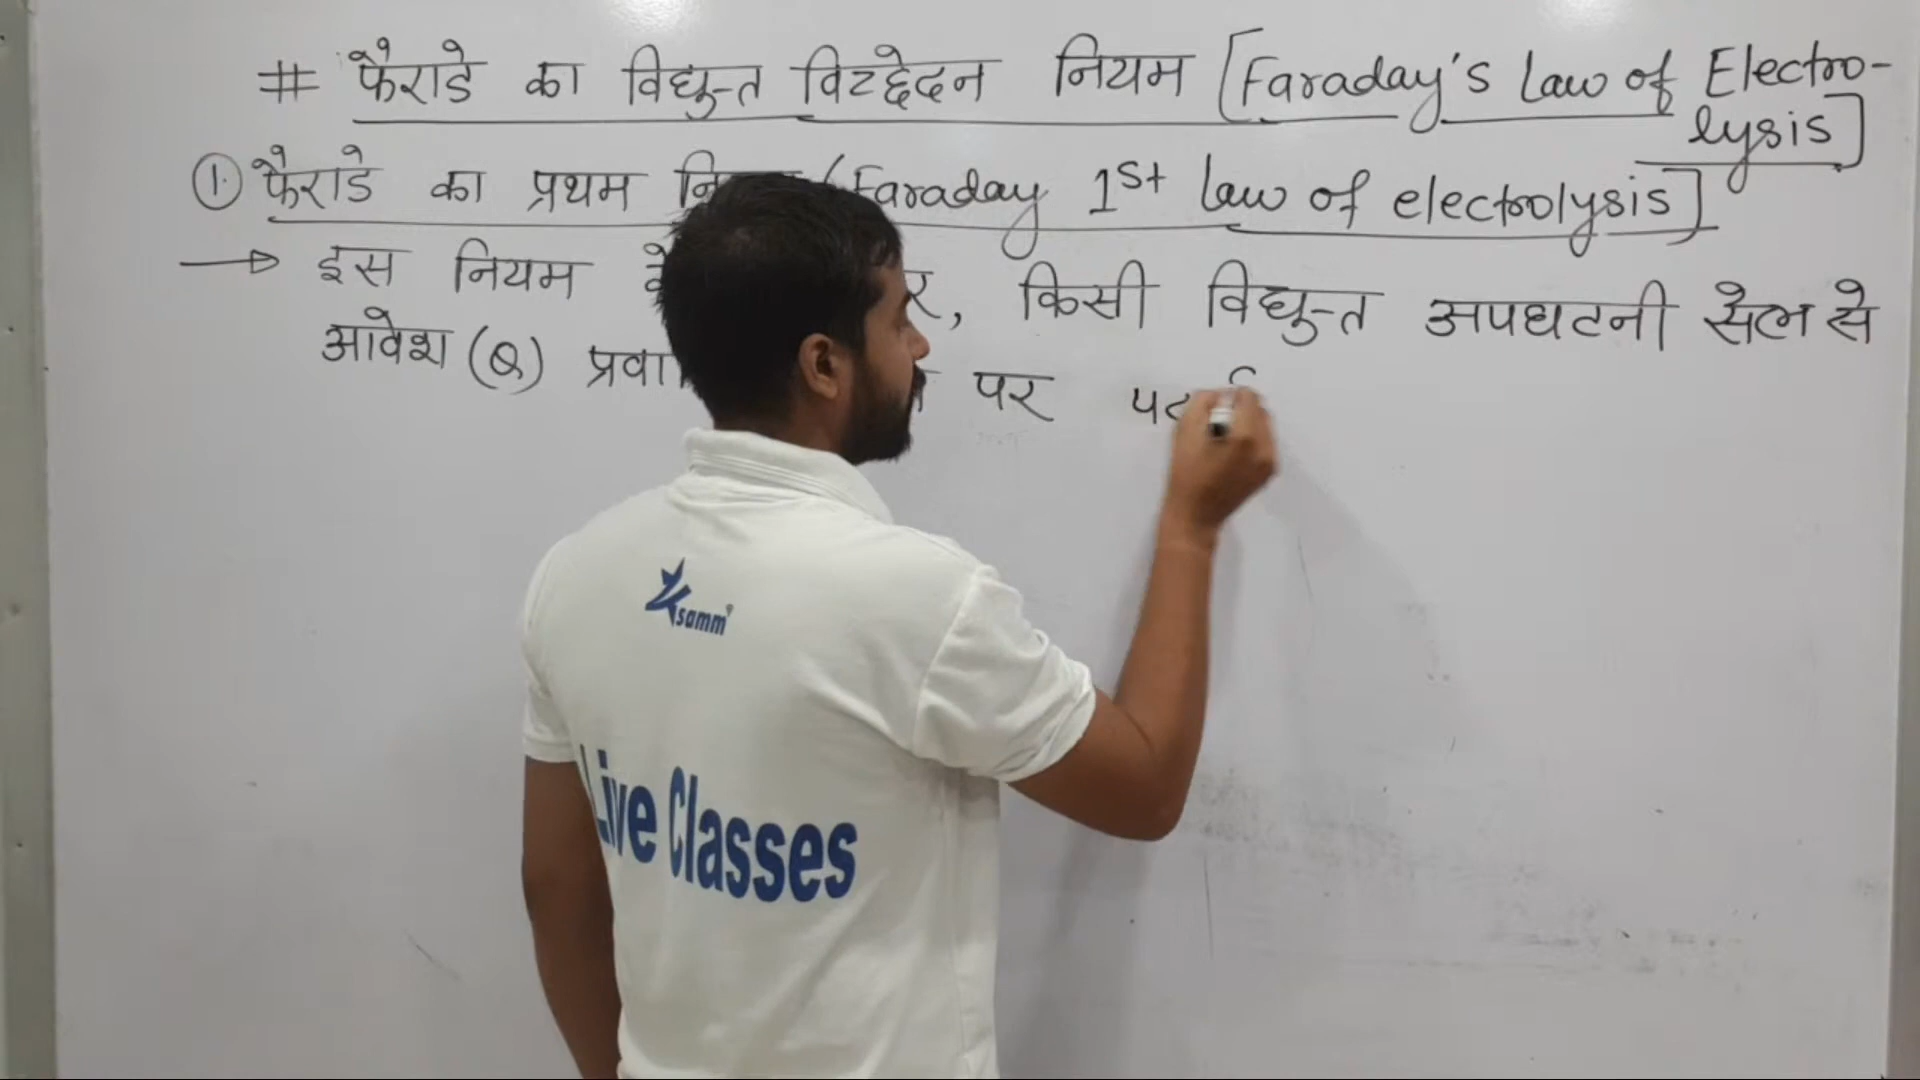 # फैराडे का विद्युत विच्छेदन नियम [Faraday's Law of Electro-
lysis]
① फैराडे का प्रथम (Faraday 1st law of electrolysis]
→ इस नियम किसी विद्युत अपघटनी सेल से
आवेश (Q) पर
samm
Live Classes